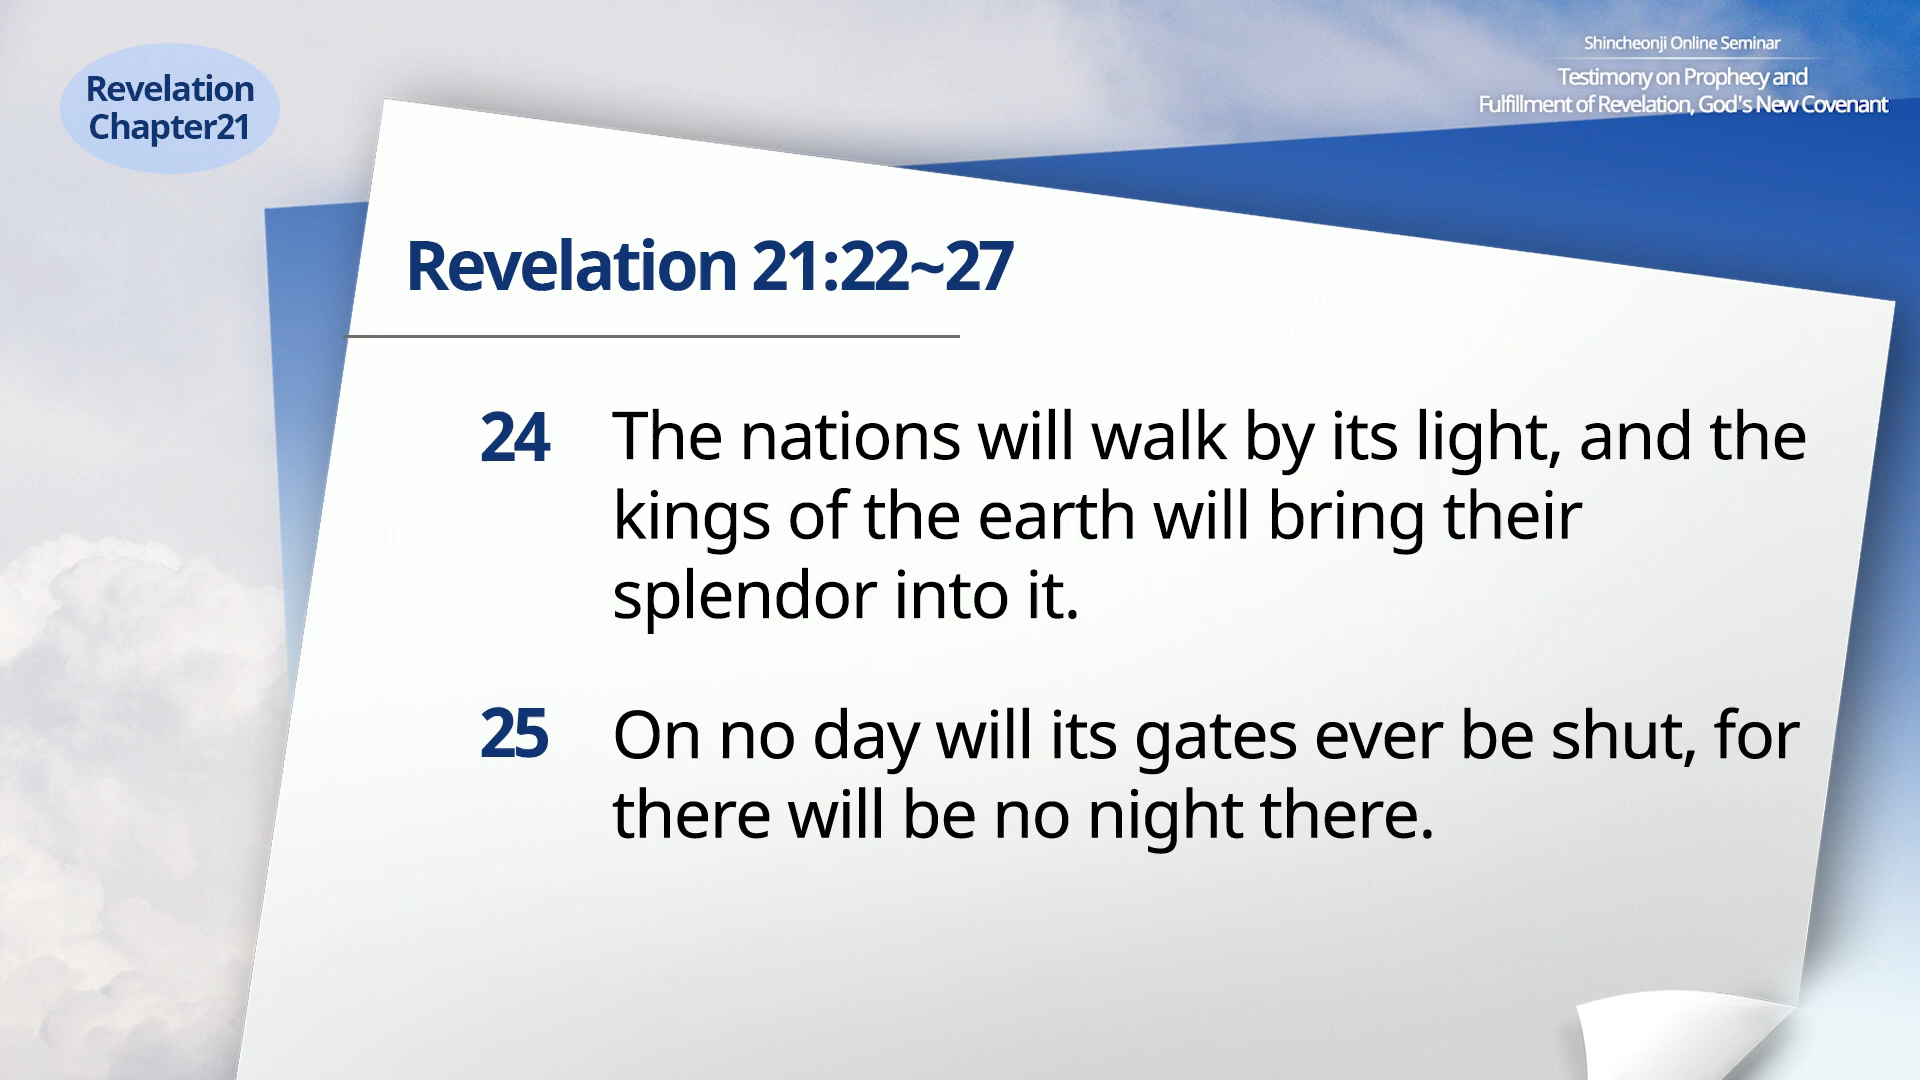 Revelation
Chapter21
Shincheonji Online Seminar
Testimony on Prophecy and
Fulfillment of Revelation, God's New Covenant
Revelation 21:22~27
24 The nations will walk by its light, and the
kings of the earth will bring their
splendor into it.
25 On no day will its gates ever be shut, for
there will be no night there.